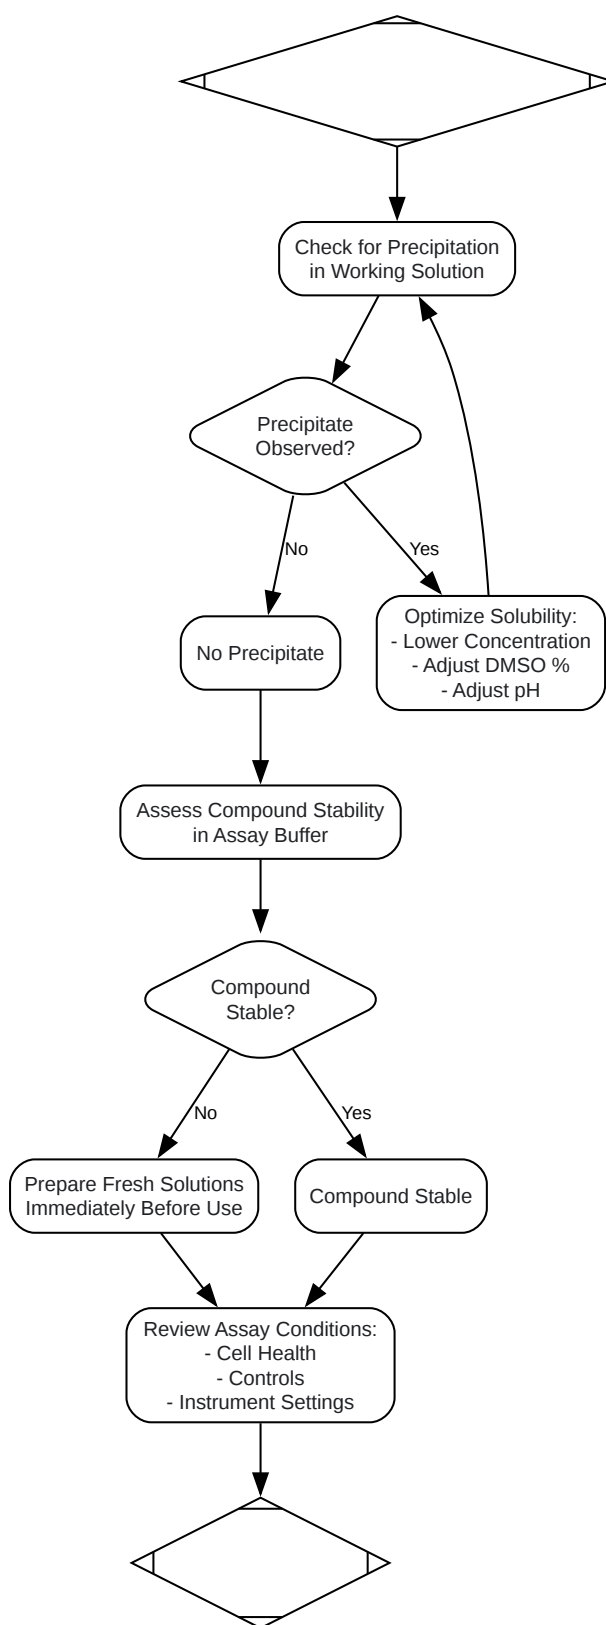 Check for Precipitation
in Working Solution
Precipitate
Observed?
No
Yes
No Precipitate
Optimize Solubility:
- Lower Concentration
- Adjust DMSO %
- Adjust pH
Assess Compound Stability
in Assay Buffer
Compound
Stable?
No
Yes
Prepare Fresh Solutions
Immediately Before Use
Compound Stable
Review Assay Conditions:
- Cell Health
- Controls
- Instrument Settings